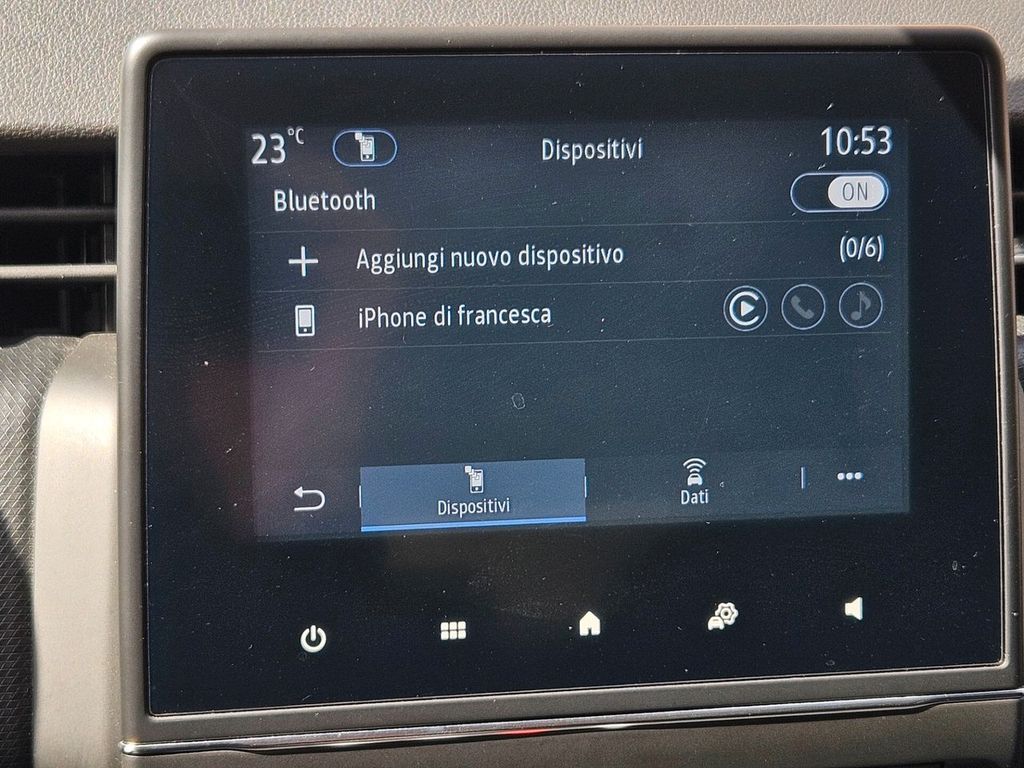 23°C Dispositivi 10:53
Bluetooth ON
Aggiungi nuovo dispositivo (0/6)
iPhone di francesca
Dispositivi Dati